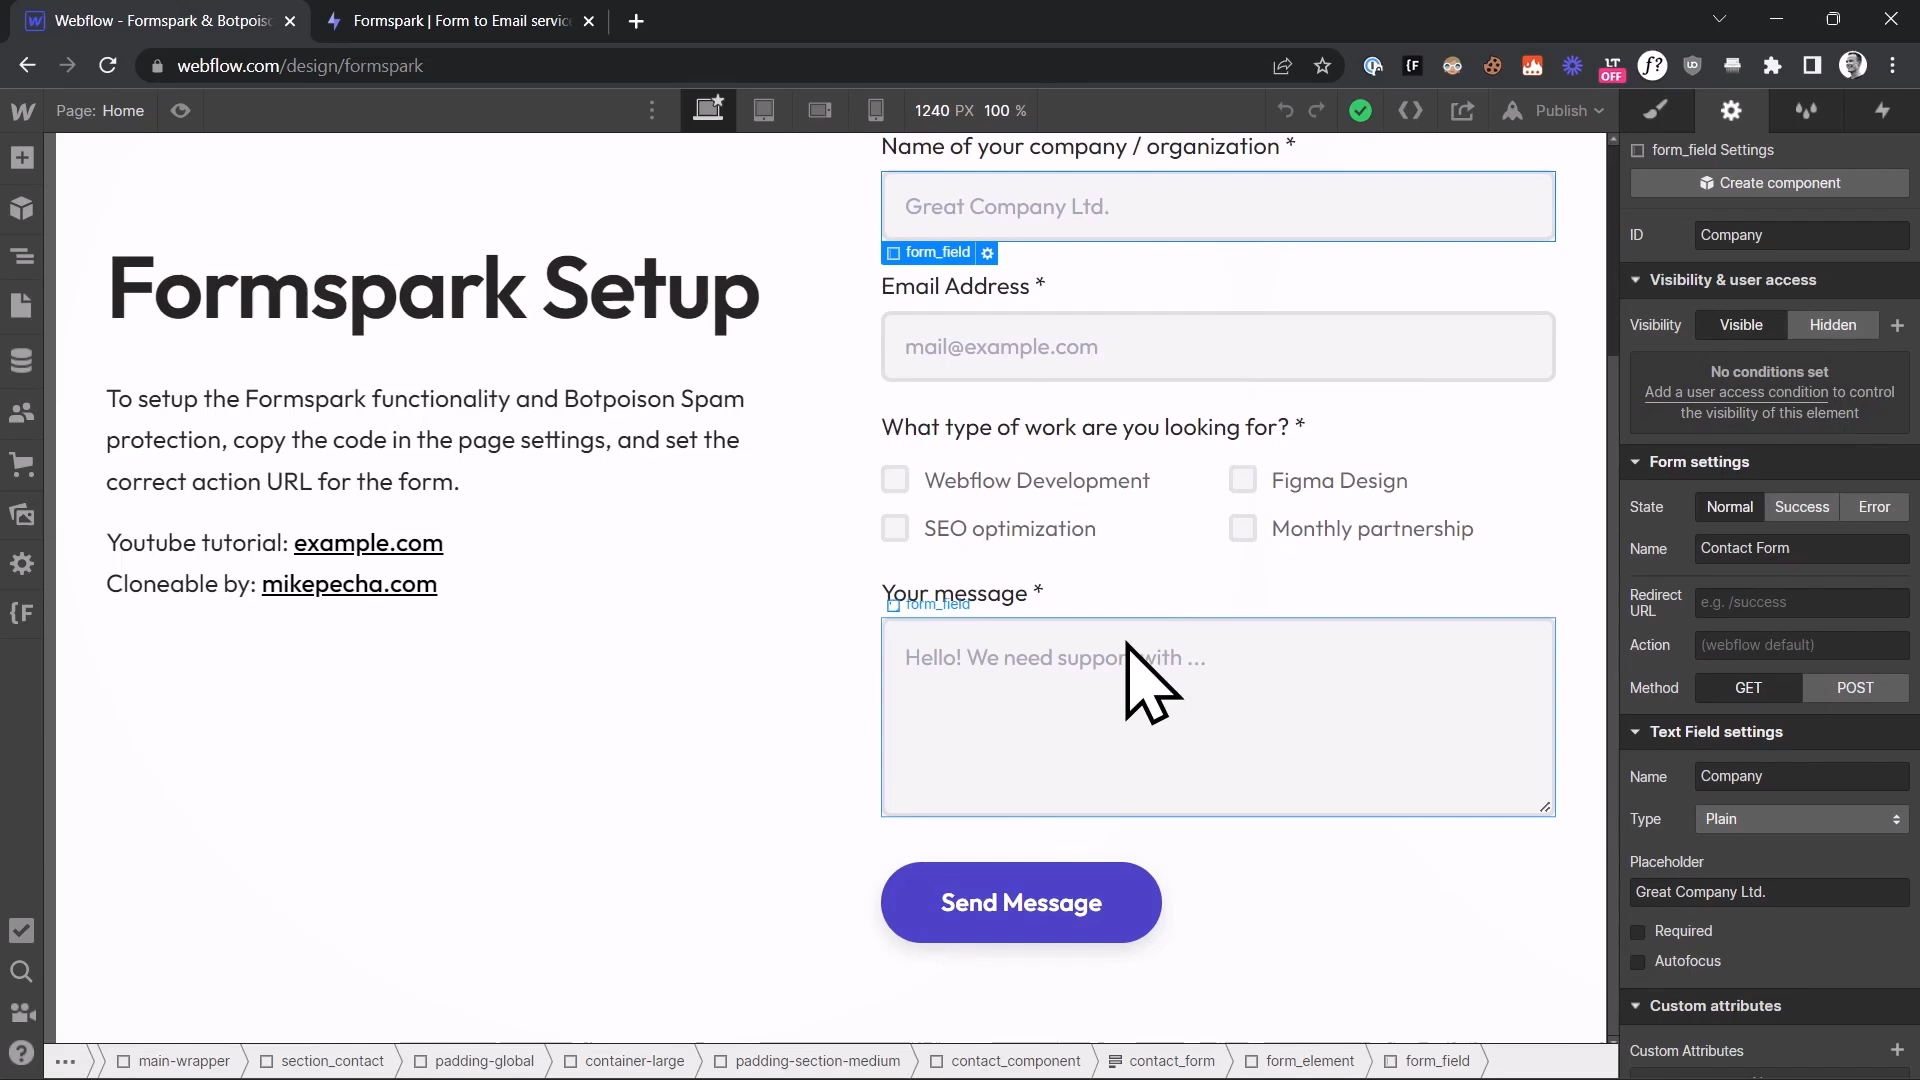 Webflow - Formspark & Botpois
Formspark | Form to Email service
webflow.com/design/formspark
OFF
Page: Home
1240 PX 100 %
Publish
form_field Settings
Create component
ID
Company
Visibility & user access
Visibility
Visible
Hidden
No conditions set
Add a user access condition to control
the visibility of this element
Form settings
State
Normal
Success
Error
Name
Contact Form
Redirect
URL
e.g. /success
Action
(webflow default)
Method
GET
POST
Text Field settings
Name
Company
Type
Plain
Placeholder
Great Company Ltd.
Required
Autofocus
Custom attributes
Custom Attributes
Formspark Setup
To setup the Formspark functionality and Botpoison Spam
protection, copy the code in the page settings, and set the
correct action URL for the form.
Youtube tutorial: example.com
Cloneable by: mikepecha.com
Name of your company / organization *
Great Company Ltd.
form_field
Email Address *
mail@example.com
What type of work are you looking for? *
Webflow Development
Figma Design
SEO optimization
Monthly partnership
Your message *
form_field
Hello! We need support with ...
Send Message
main-wrapper
section_contact
padding-global
container-large
padding-section-medium
contact_component
contact_form
form_element
form_field